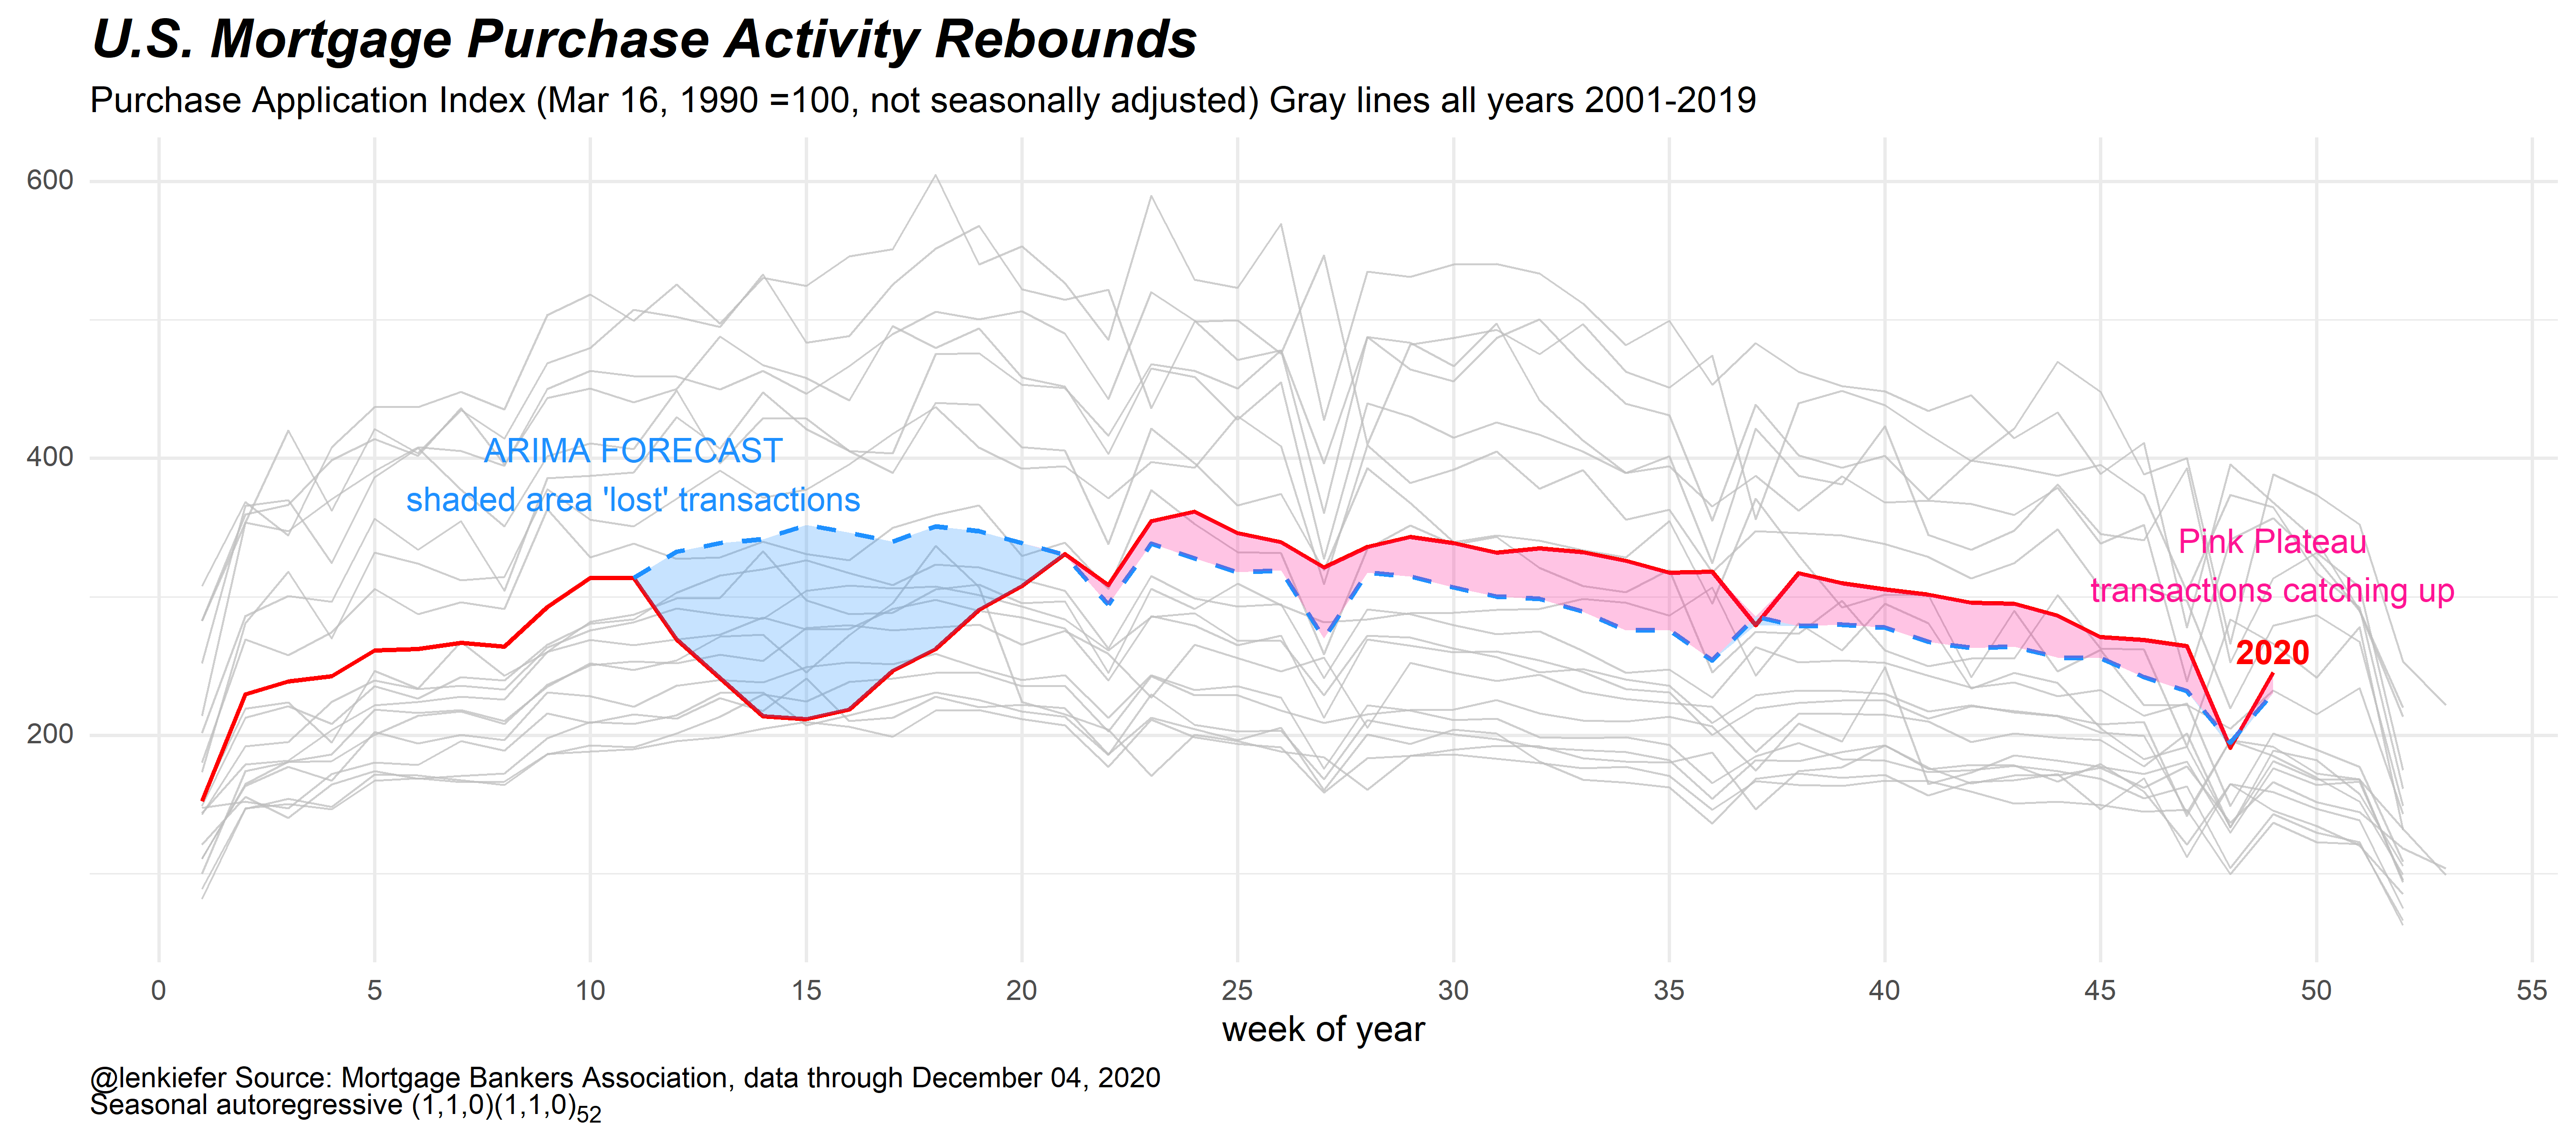 U.S. Mortgage Purchase Activity Rebounds
Purchase Application Index (Mar 16, 1990 =100, not seasonally adjusted) Gray lines all years 2001-2019
600
400
200
ARIMA FORECAST
shaded area 'lost' transactions
Pink Plateau
transactions catching up
2020
0 5 10 15 20 25 30 35 40 45 50 55
week of year
@lenkiefer Source: Mortgage Bankers Association, data through December 04, 2020
Seasonal autoregressive (1,1,0)(1,1,0)52